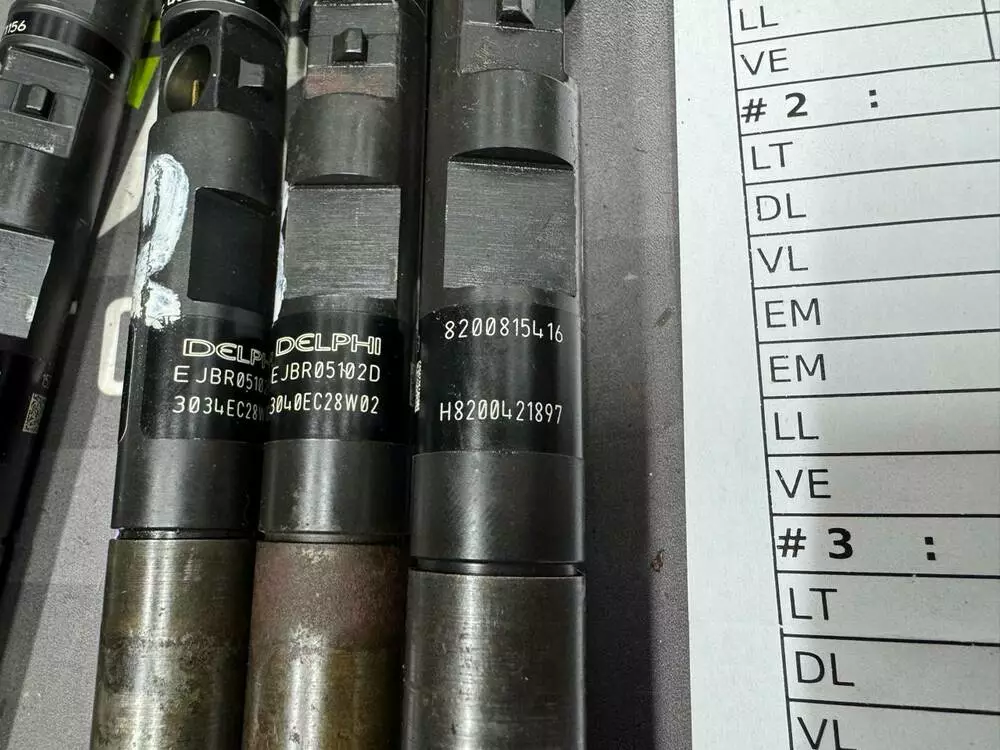 1156
DELPHI
EJBR05102D
3040EC28W02
8200815416
H8200421897
LL
VE
# 2 :
LT
DL
VL
EM
EM
LL
VE
# 3 :
LT
DL
VL